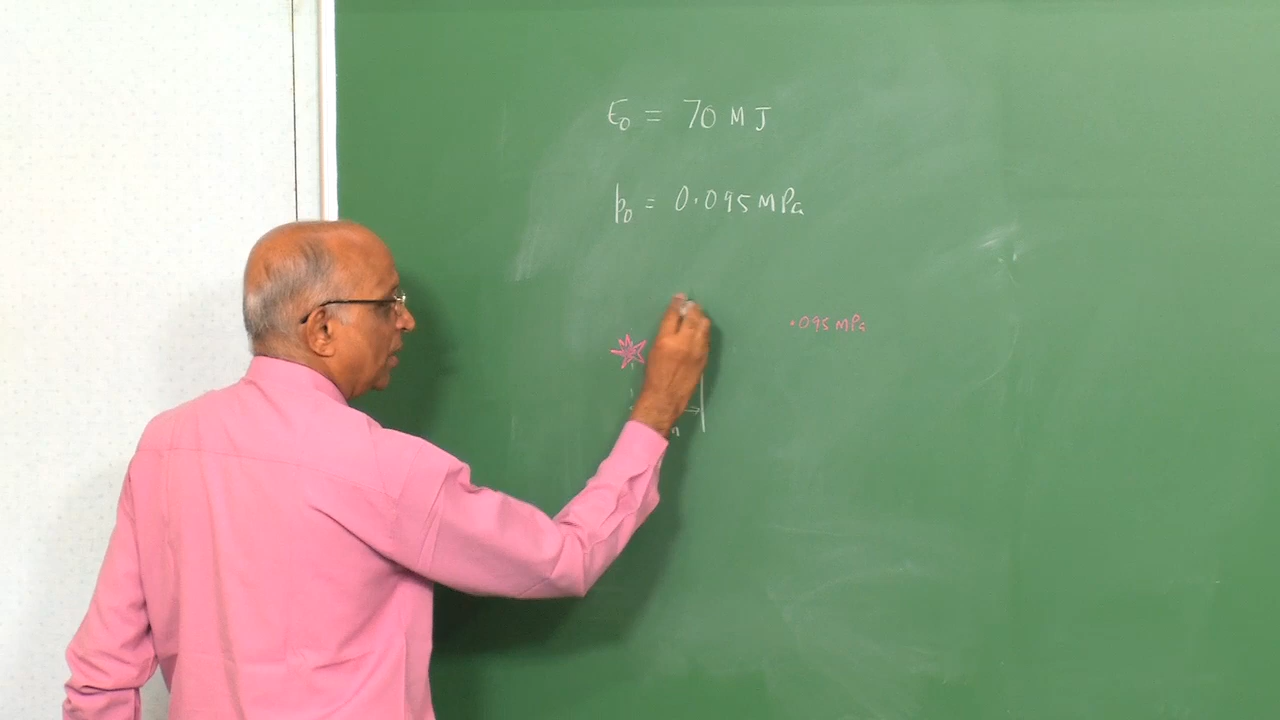 E₀ = 70 MJ
p₀ = 0.095 MPa
.095 MPa